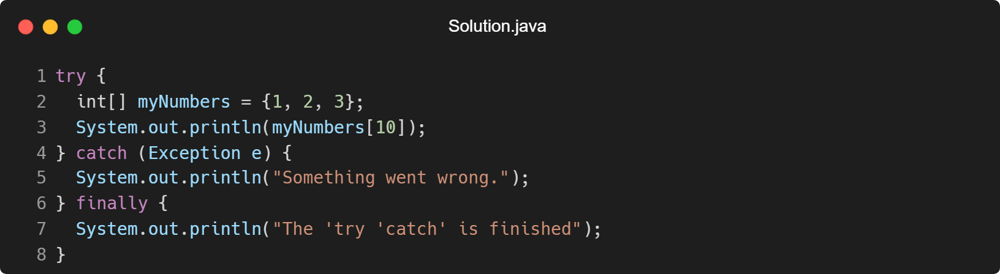 Solution.java
1 try {
2   int[] myNumbers = {1, 2, 3};
3   System.out.println(myNumbers[10]);
4 } catch (Exception e) {
5   System.out.println("Something went wrong.");
6 } finally {
7   System.out.println("The 'try 'catch' is finished");
8 }